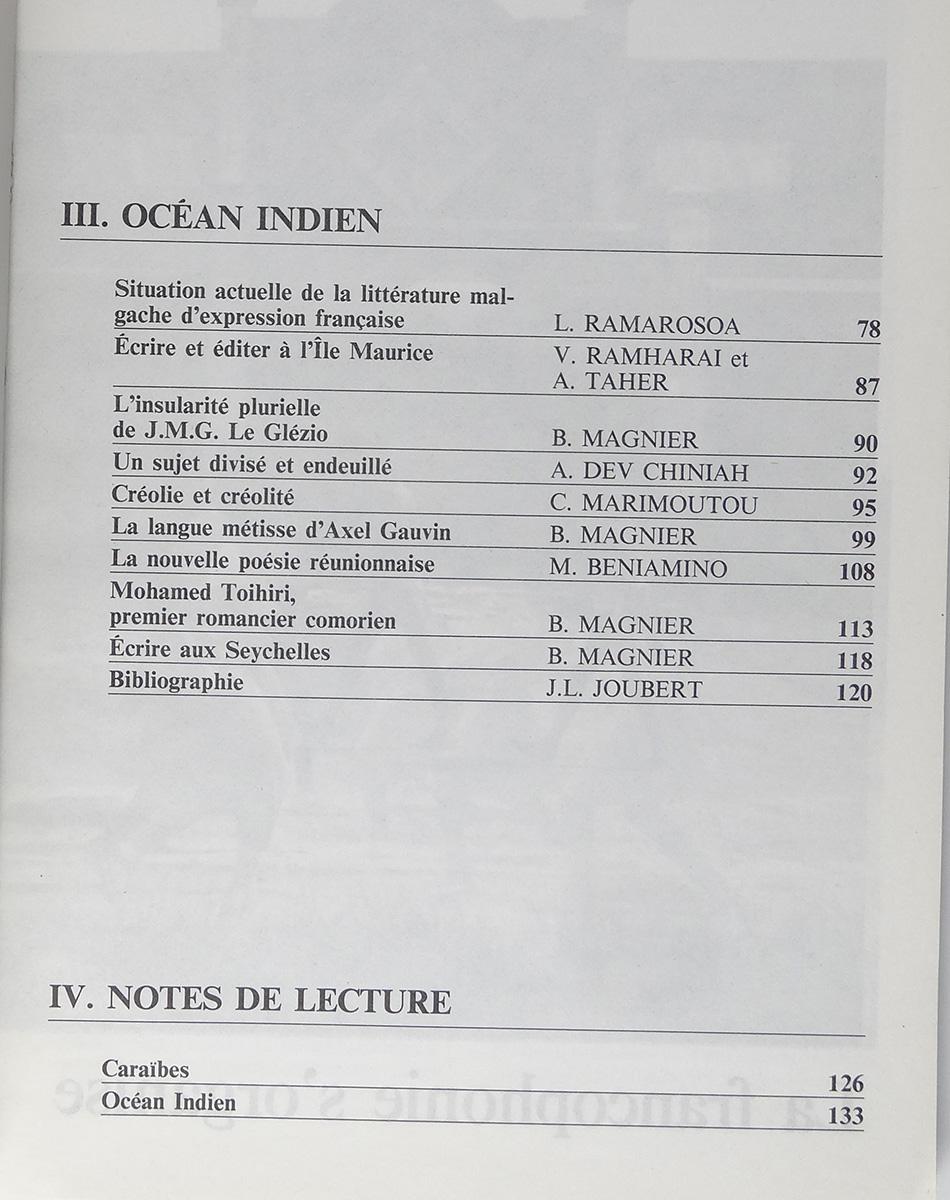 III. OCÉAN INDIEN
Situation actuelle de la littérature mal-
gache d'expression française L. RAMAROSOA 78
Écrire et éditer à l'Île Maurice V. RAMHARAI et
A. TAHER 87
L'insularité plurielle
de J.M.G. Le Glézio B. MAGNIER 90
Un sujet divisé et endeuillé A. DEV CHINIAH 92
Créolie et créolité C. MARIMOUTOU 95
La langue métisse d'Axel Gauvin B. MAGNIER 99
La nouvelle poésie réunionnaise M. BENIAMINO 108
Mohamed Toihiri,
premier romancier comorien B. MAGNIER 113
Écrire aux Seychelles B. MAGNIER 118
Bibliographie J.L. JOUBERT 120
IV. NOTES DE LECTURE
Caraïbes 126
Océan Indien 133
La francophonie s'organise